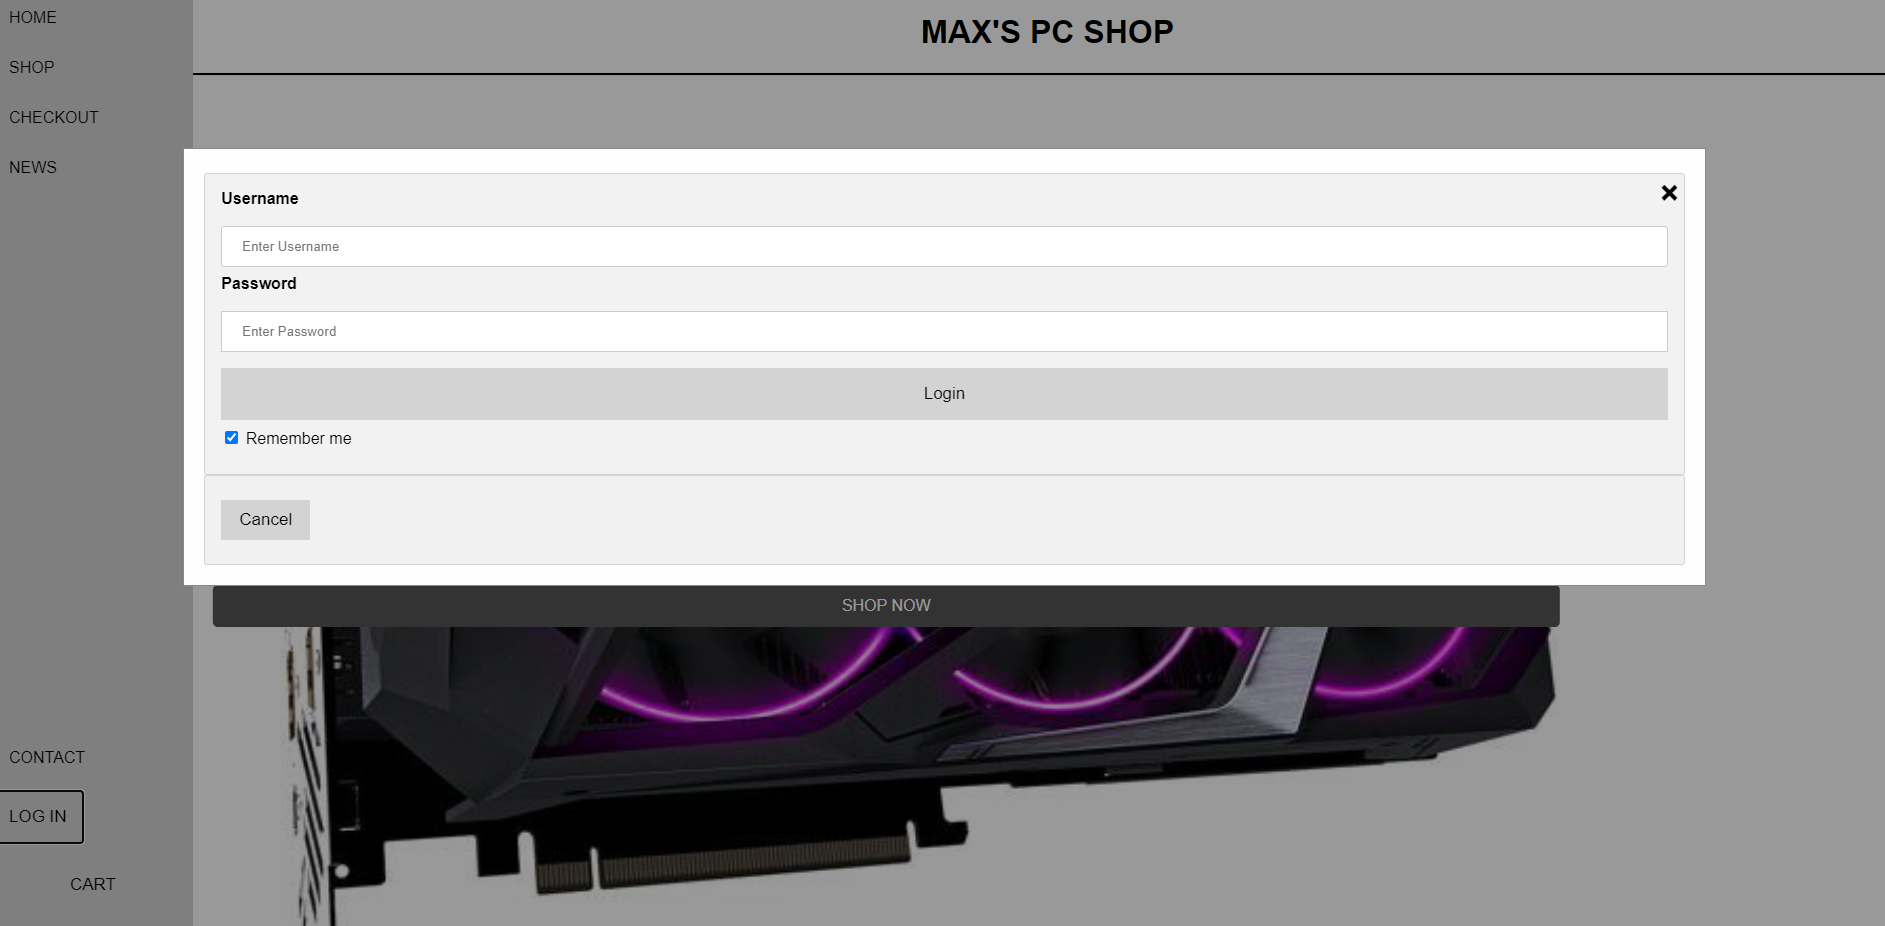 HOME
SHOP
CHECKOUT
NEWS
MAX'S PC SHOP
Username
Enter Username
Password
Enter Password
Login
Remember me
Cancel
SHOP NOW
CONTACT
LOG IN
CART